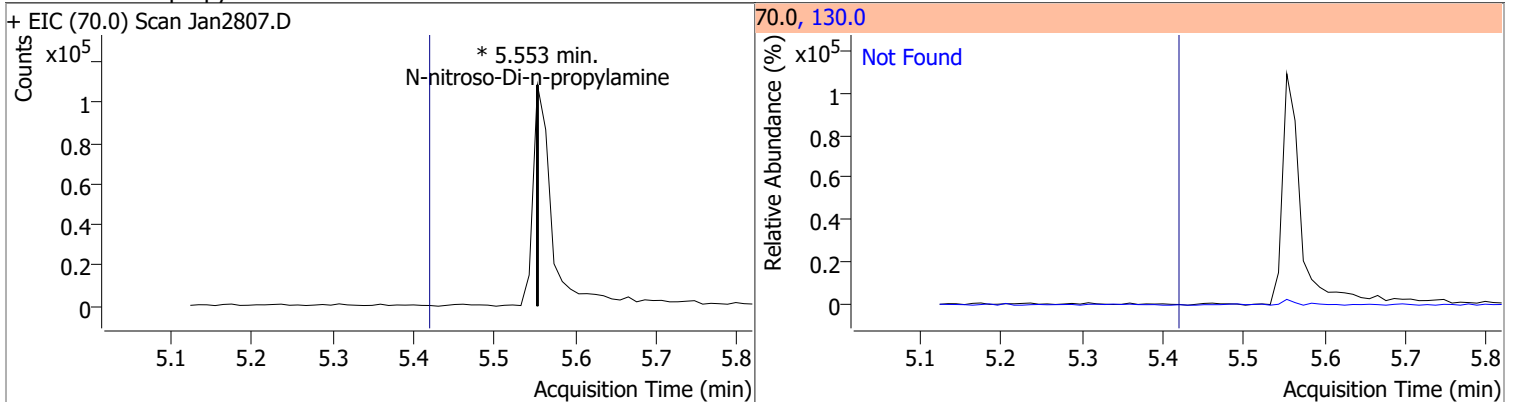 + EIC (70.0) Scan Jan2807.D
Counts
x10⁵
* 5.553 min.
N-nitroso-Di-n-propylamine
1
0.8
0.6
0.4
0.2
0
5.1 5.2 5.3 5.4 5.5 5.6 5.7 5.8
Acquisition Time (min)
70.0, 130.0
Relative Abundance (%)
x10⁵
Not Found
1
0.8
0.6
0.4
0.2
0
5.1 5.2 5.3 5.4 5.5 5.6 5.7 5.8
Acquisition Time (min)